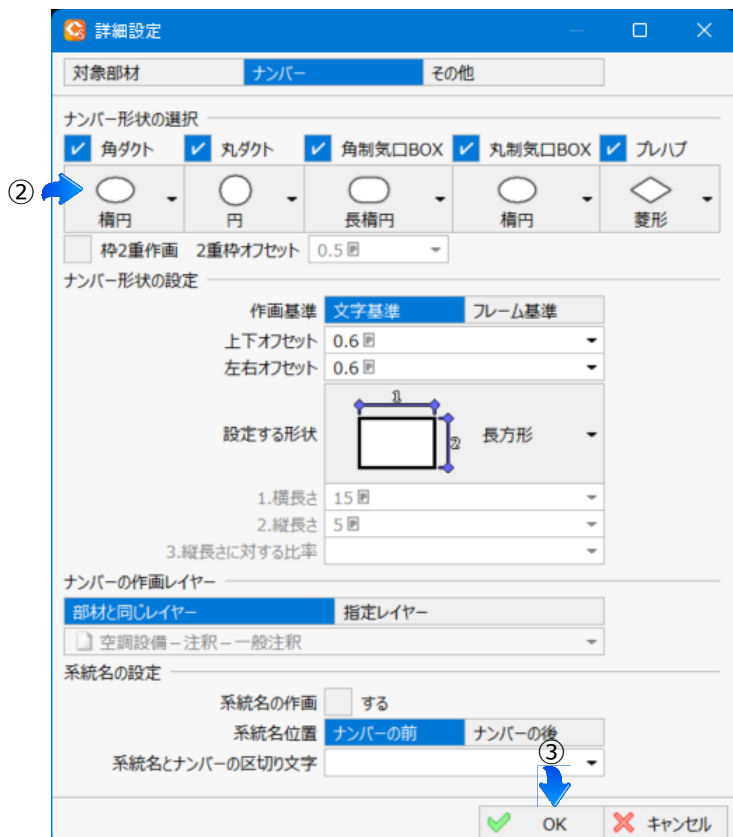 詳細設定
対象部材 ナンバー その他
ナンバー形状の選択
角ダクト 丸ダクト 角制気口BOX 丸制気口BOX プレハブ
②
楕円 円 長楕円 楕円 菱形
枠2重作画 2重枠オフセット 0.5
ナンバー形状の設定
作画基準 文字基準 フレーム基準
上下オフセット 0.6
左右オフセット 0.6
設定する形状 1 2 長方形
1.横長さ 15
2.縦長さ 5
3.縦長さに対する比率
ナンバーの作画レイヤー
部材と同じレイヤー 指定レイヤー
空調設備－注釈－一般注釈
系統名の設定
系統名の作画 する
系統名位置 ナンバーの前 ナンバーの後
系統名とナンバーの区切り文字
③
OK キャンセル